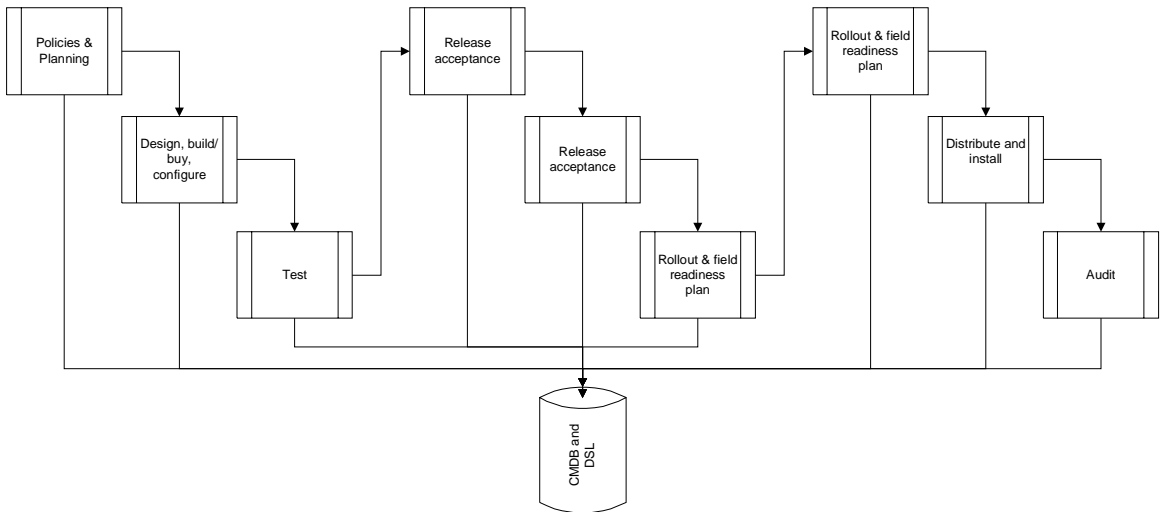 Policies &
Planning
Design, build/
buy,
configure
Test
Release
acceptance
Release
acceptance
Rollout & field
readiness
plan
Rollout & field
readiness
plan
Distribute and
install
Audit
CMDB and
DSL